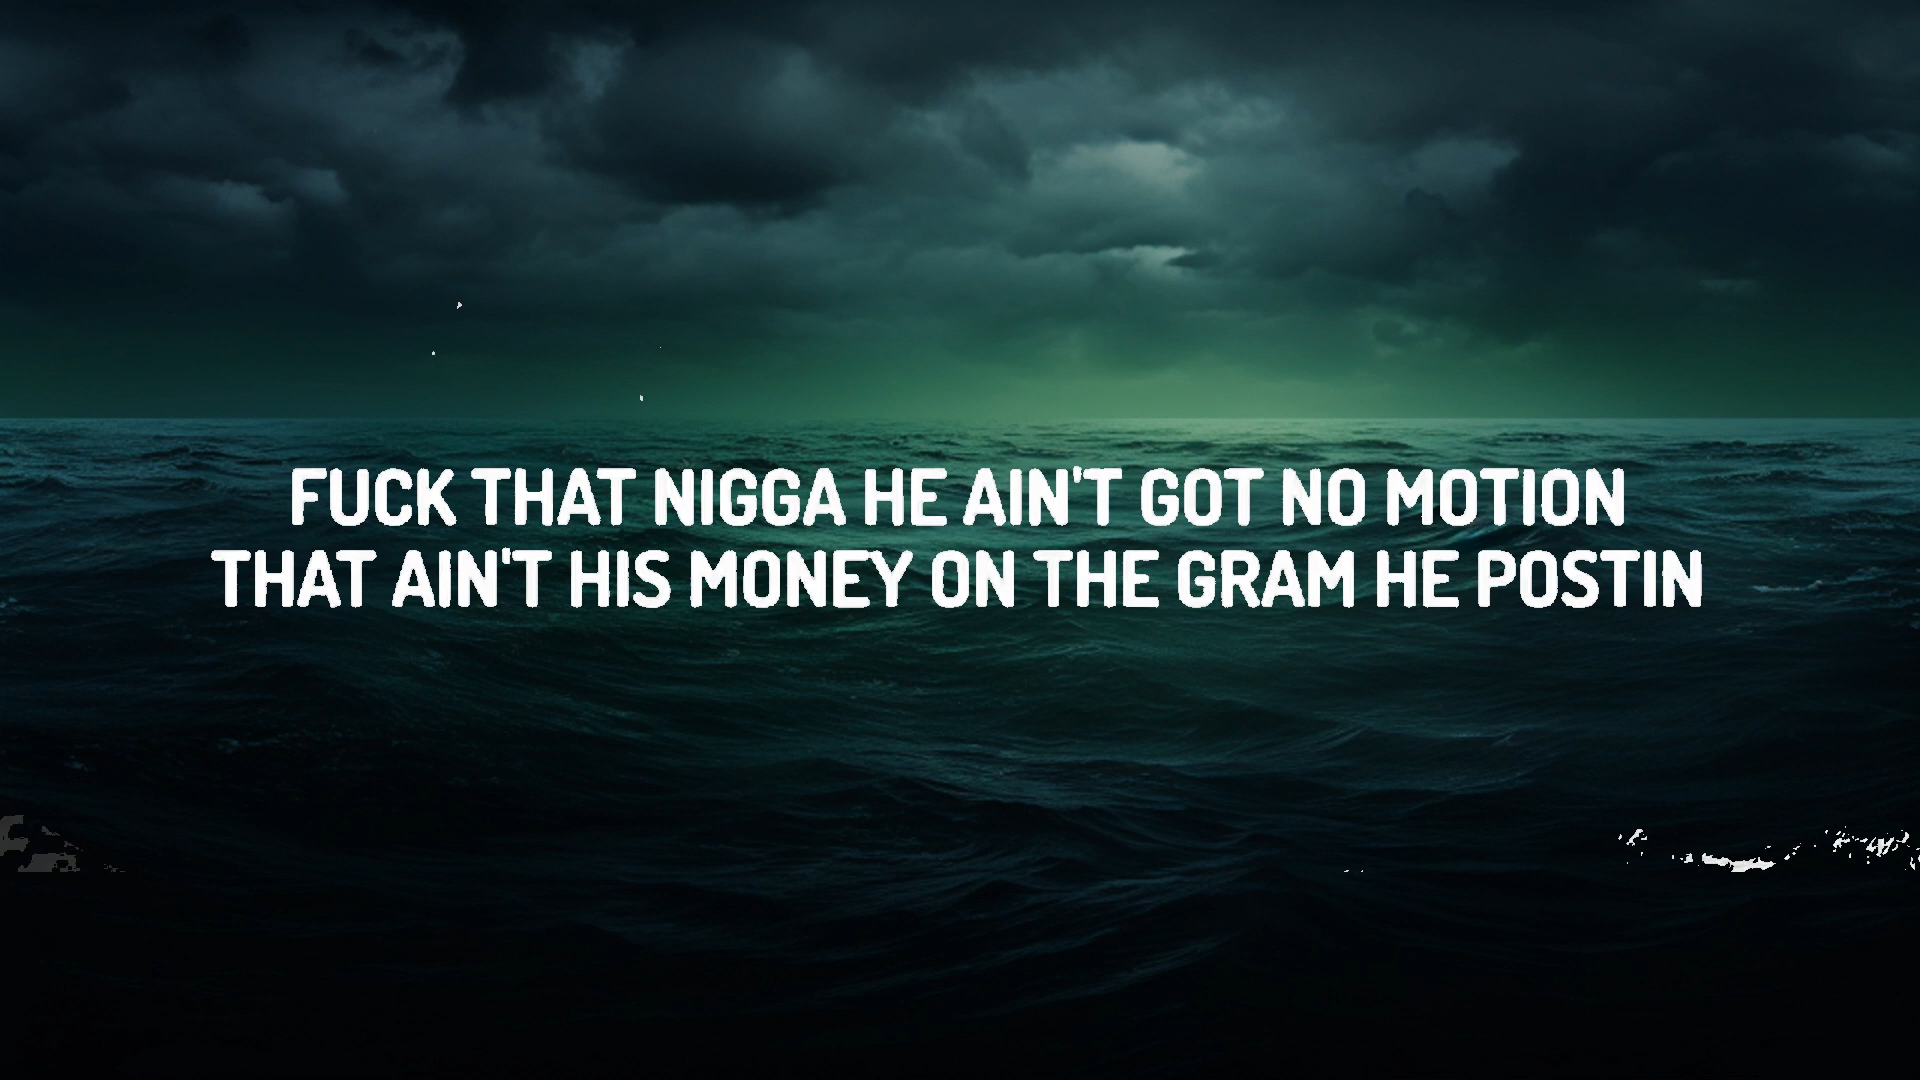 FUCK THAT NIGGA HE AIN'T GOT NO MOTION
THAT AIN'T HIS MONEY ON THE GRAM HE POSTIN